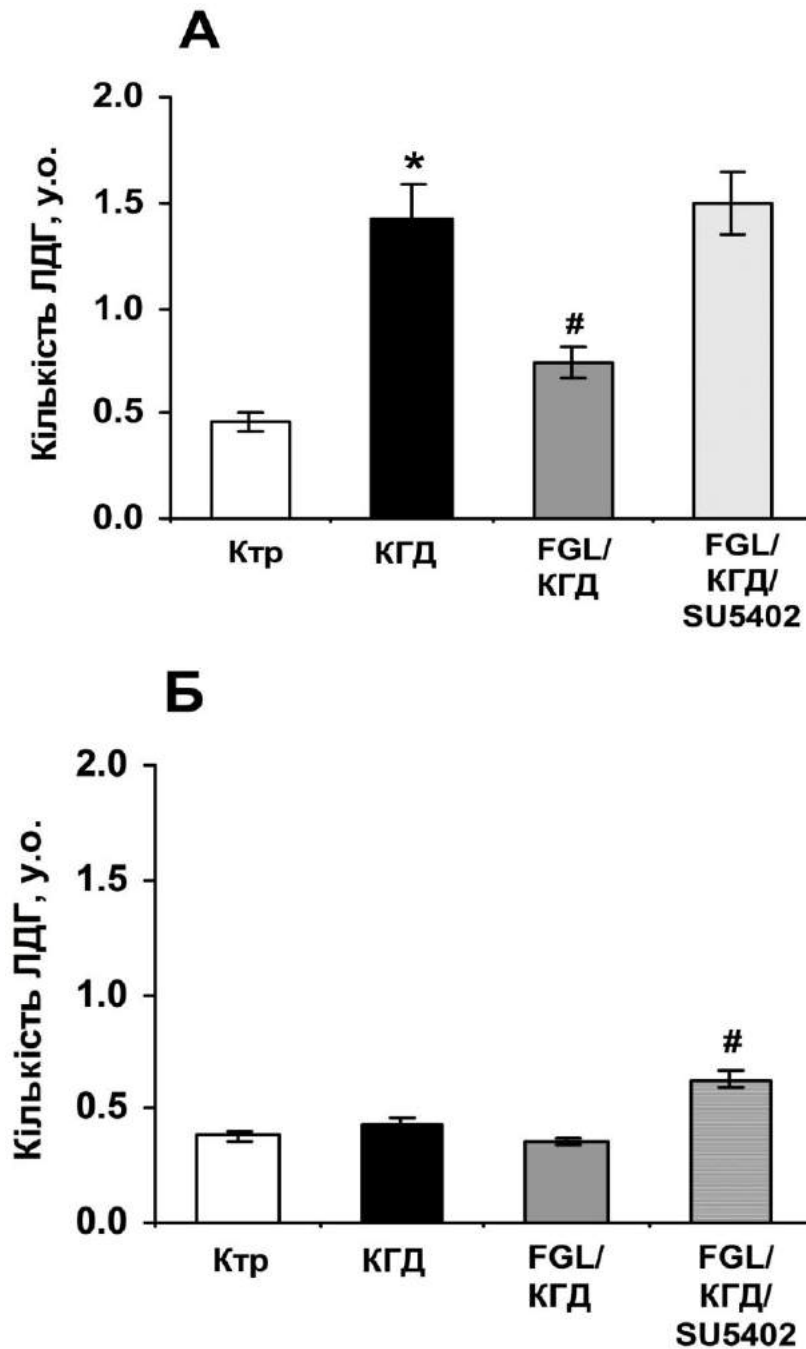 А
Кількість ЛДГ, у.о.
2.0
1.5
1.0
0.5
0.0
*
#
Ктр
КГД
FGL/
КГД
FGL/
КГД/
SU5402
Б
Кількість ЛДГ, у.о.
2.0
1.5
1.0
0.5
0.0
#
Ктр
КГД
FGL/
КГД
FGL/
КГД/
SU5402